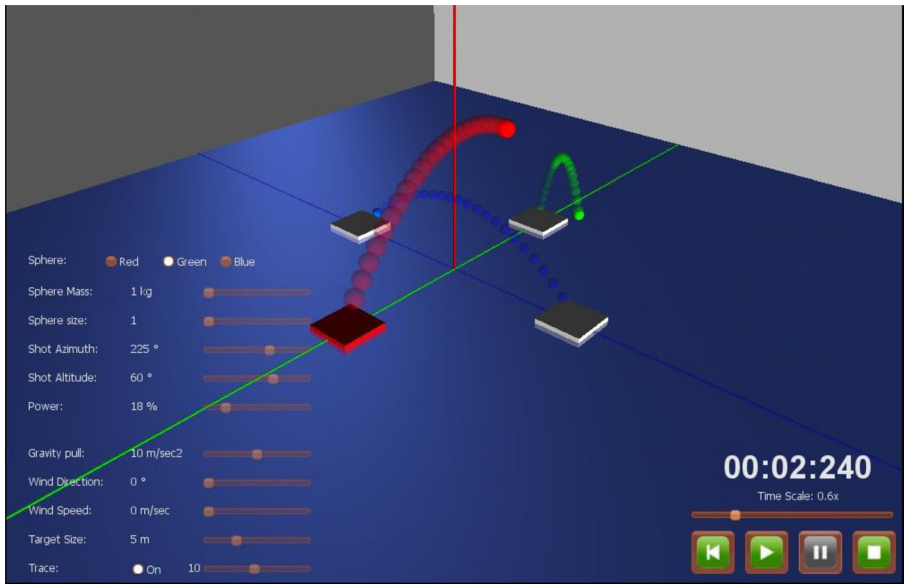 Sphere: Red Green Blue
Sphere Mass: 1 kg
Sphere size: 1
Shot Azimuth: 225 °
Shot Altitude: 60 °
Power: 18 %
Gravity pull: 10 m/sec2
Wind Direction: 0 °
Wind Speed: 0 m/sec
Target Size: 5 m
Trace: On 10
00:02:240
Time Scale: 0.6x